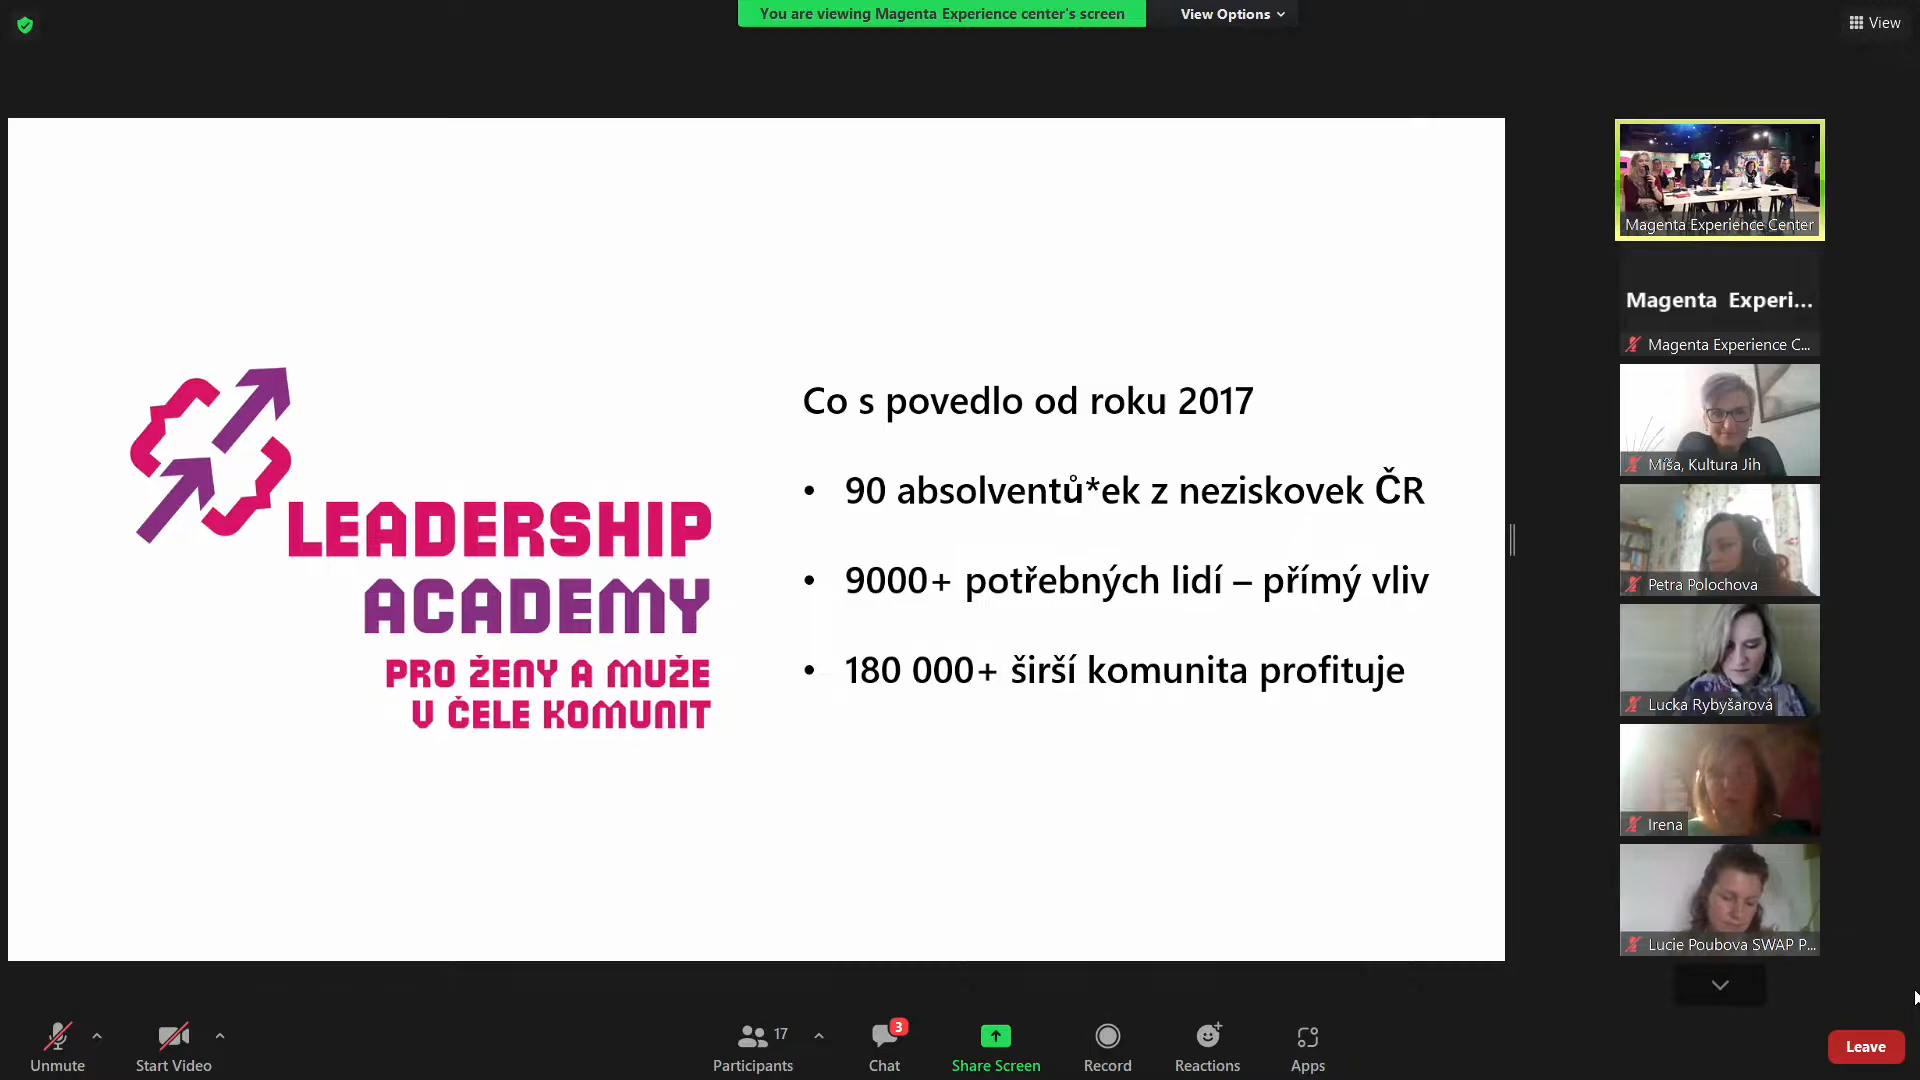 You are viewing Magenta Experience center's screen
View Options
View
LEADERSHIP
ACADEMY
PRO ŽENY A MUŽE
V ČELE KOMUNIT
Co s povedlo od roku 2017
• 90 absolventů*ek z neziskovek ČR
• 9000+ potřebných lidí – přímý vliv
• 180 000+ širší komunita profituje
Magenta Experience Center
Magenta Experi...
Magenta Experience C...
Míša, Kultura Jih
Petra Polochova
Lucka Rybyšarová
Irena
Lucie Poubova SWAP P...
Unmute
Start Video
17
Participants
3
Chat
Share Screen
Record
Reactions
Apps
Leave